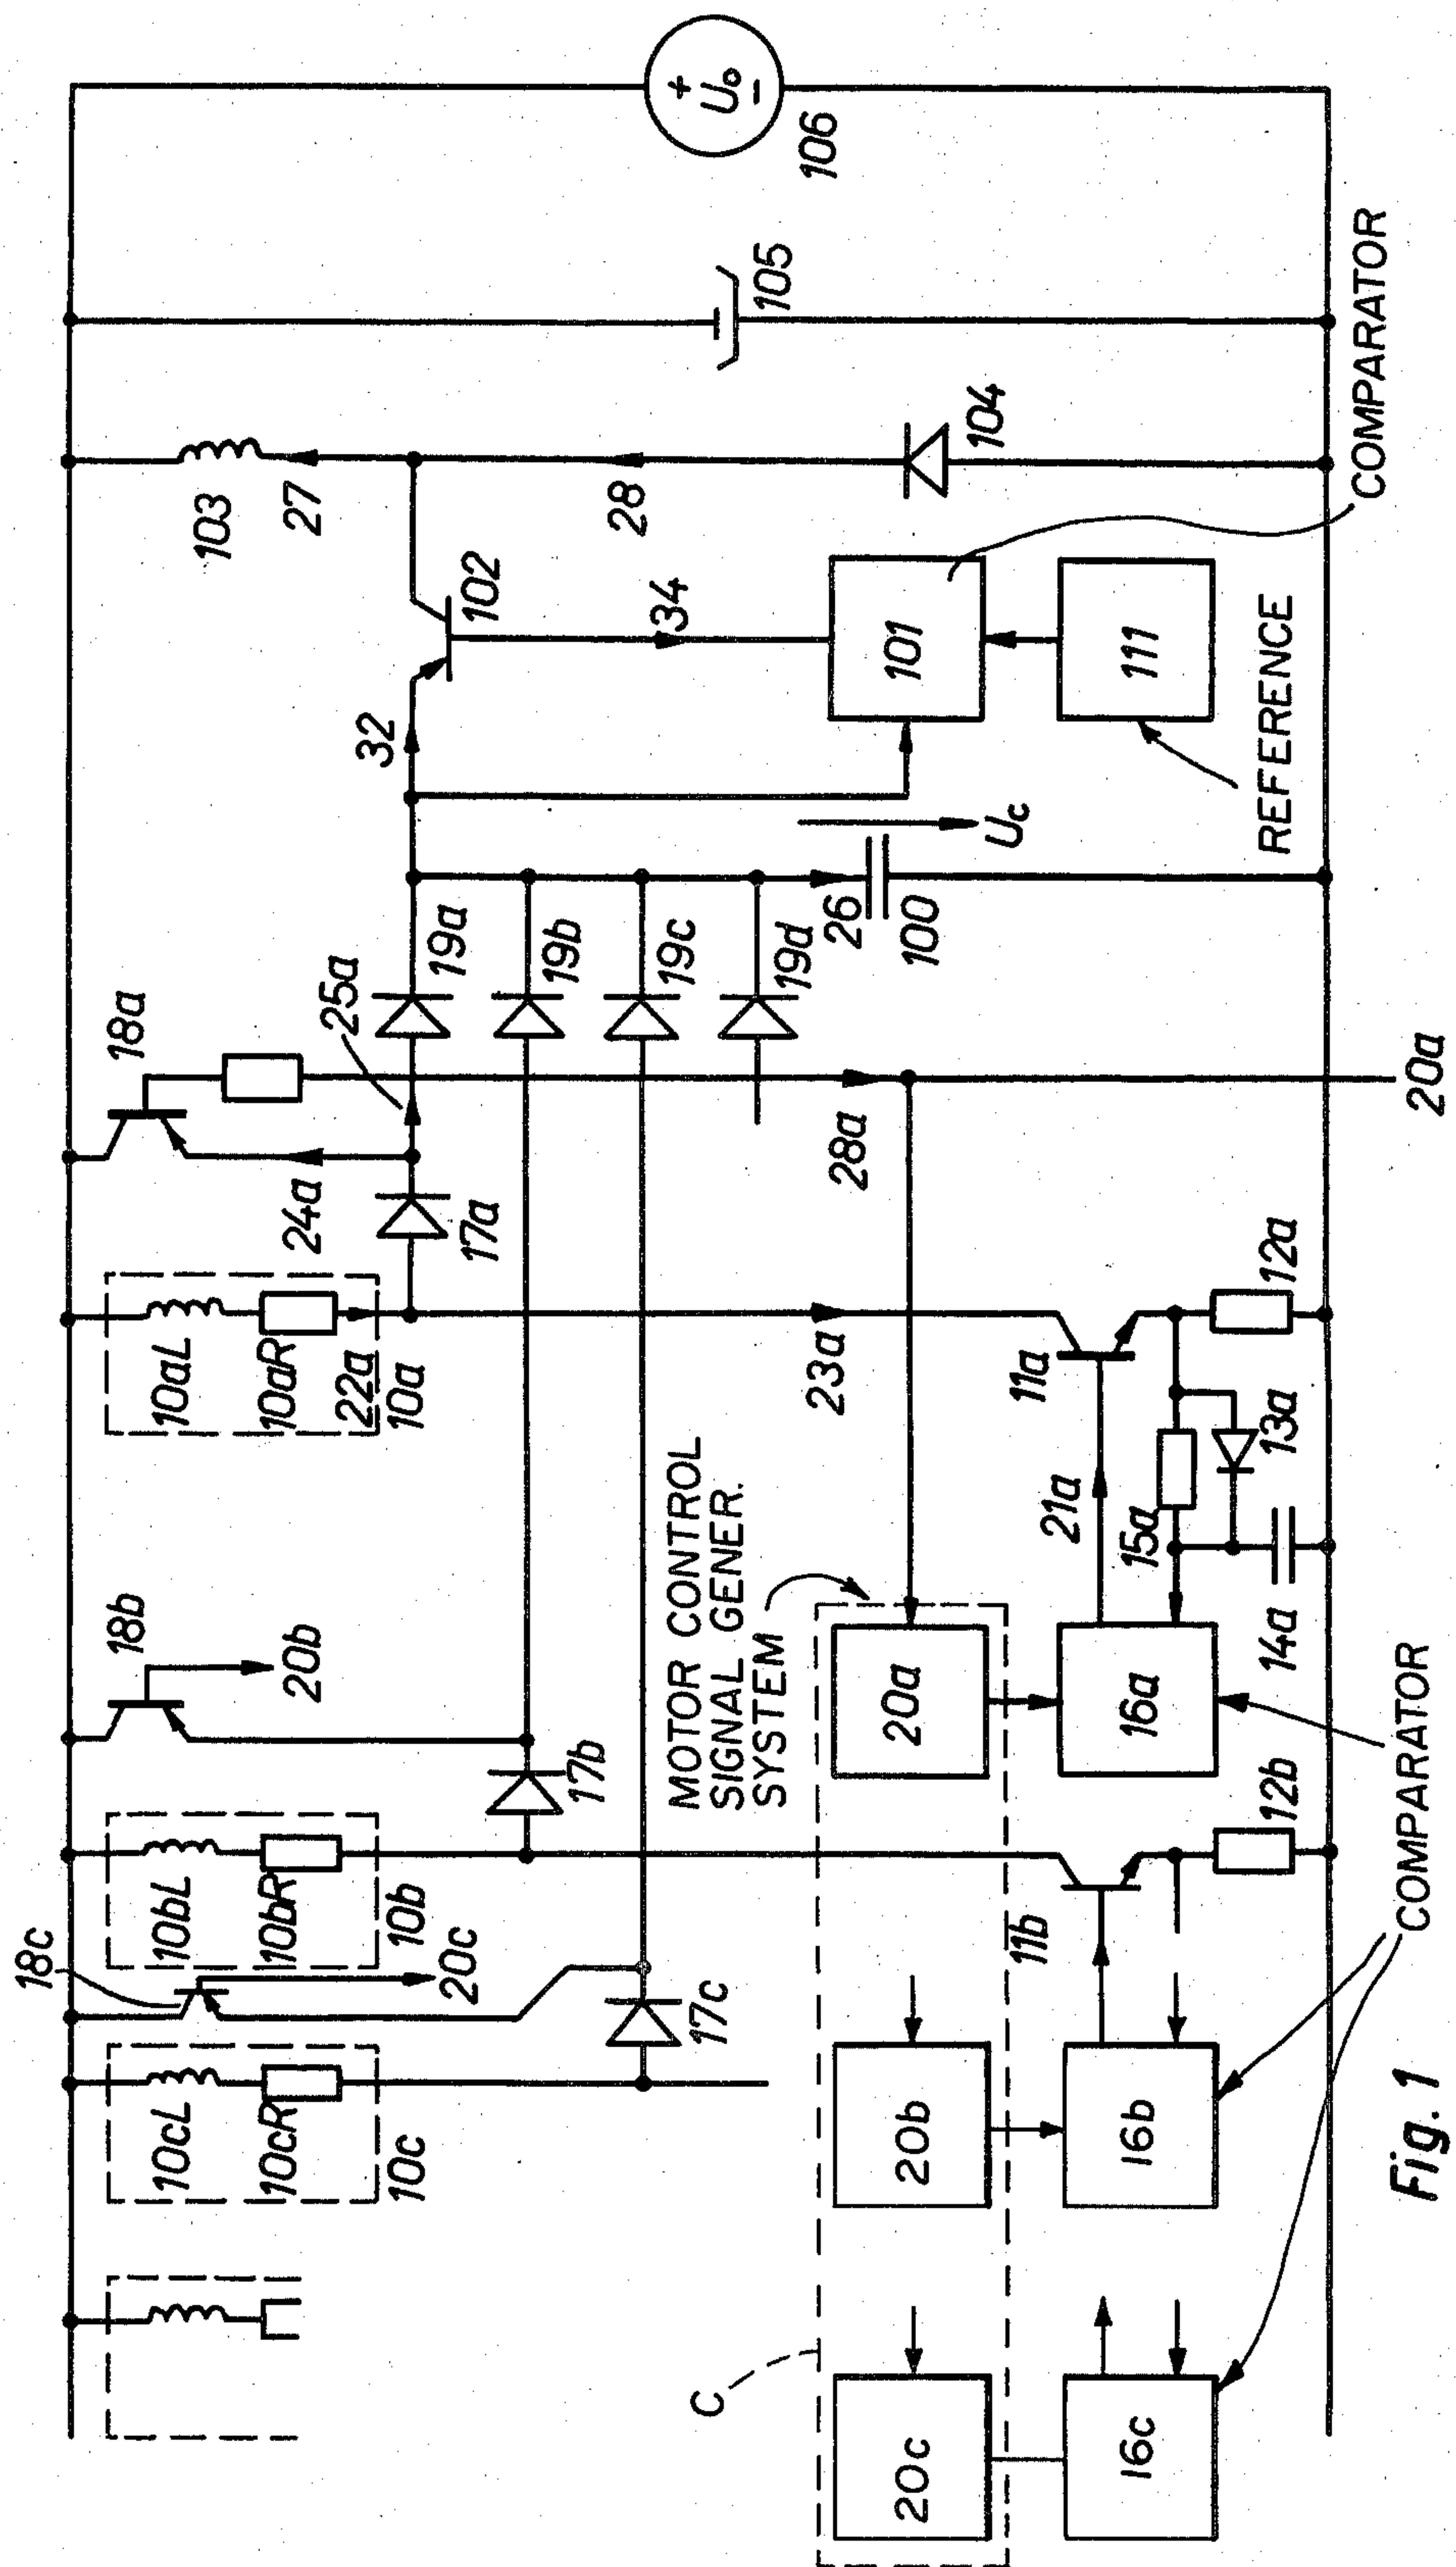 18c
10cL
10cR
10c
20c
17c
10bL
10bR
10b
18b
20b
17b
10aL
10aR
22a
10a
24a
17a
18a
25a
19a
19b
19c
19d
26
100
Uc
32
102
34
103
27
28
104
105
+
U₀
-
106
101
111
REFERENCE
COMPARATOR
28a
20a
23a
MOTOR CONTROL
SIGNAL GENER.
SYSTEM
C
20c
20b
20a
16c
16b
16a
11b
12b
21a
11a
12a
15a
13a
14a
COMPARATOR
Fig. 1